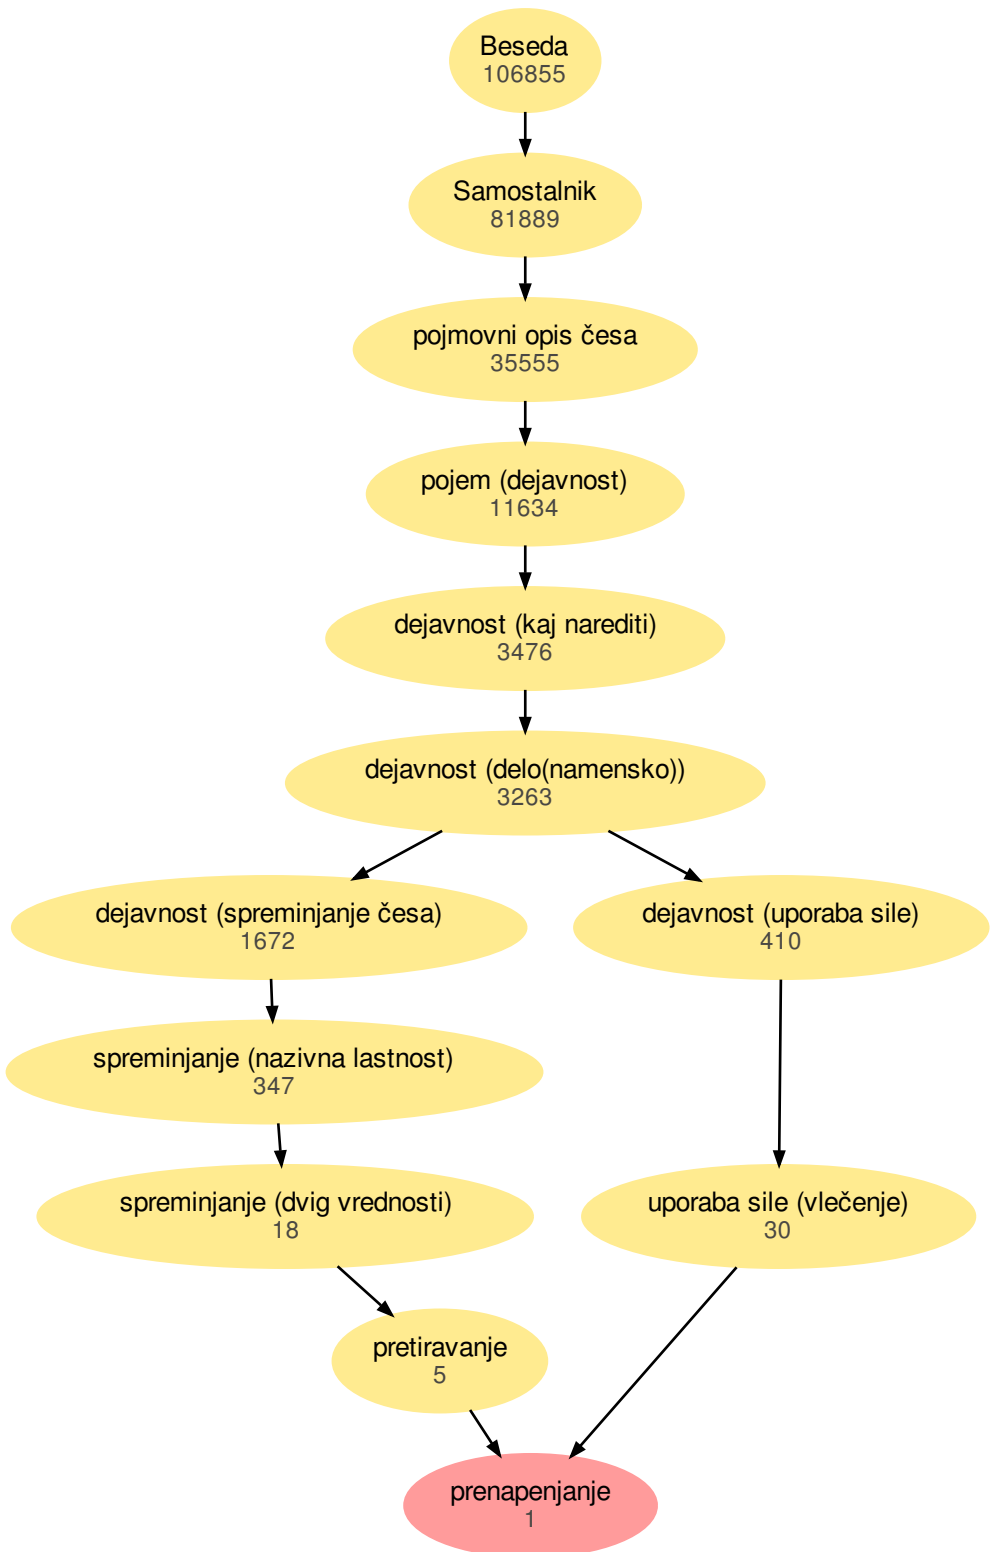 Beseda
106855
Samostalnik
81889
pojmovni opis česa
35555
pojem (dejavnost)
11634
dejavnost (kaj narediti)
3476
dejavnost (delo(namensko))
3263
dejavnost (spreminjanje česa)
1672
dejavnost (uporaba sile)
410
spreminjanje (nazivna lastnost)
347
spreminjanje (dvig vrednosti)
18
uporaba sile (vlečenje)
30
pretiravanje
5
prenapenjanje
1